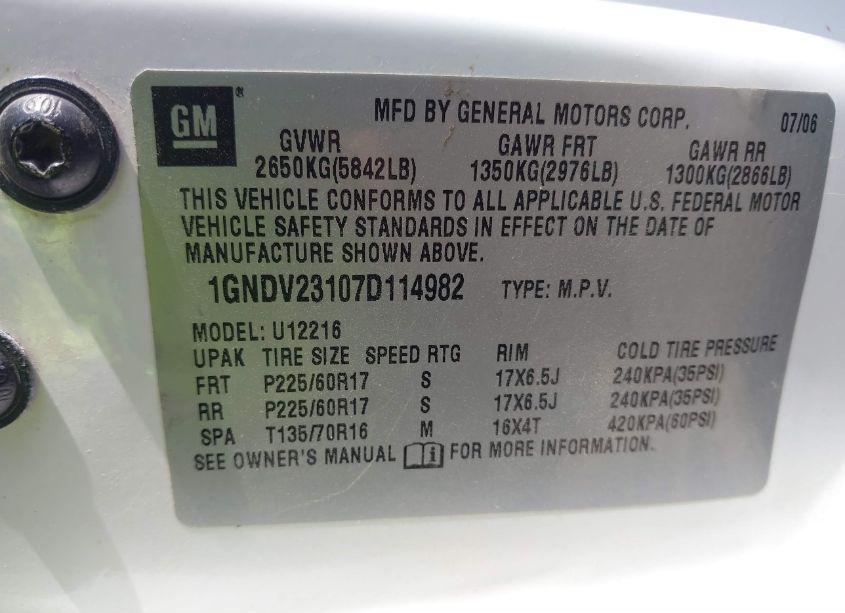 GM®
MFD BY GENERAL MOTORS CORP. 07/06
GVWR GAWR FRT GAWR RR
2650KG(5842LB) 1350KG(2976LB) 1300KG(2866LB)
THIS VEHICLE CONFORMS TO ALL APPLICABLE U.S. FEDERAL MOTOR
VEHICLE SAFETY STANDARDS IN EFFECT ON THE DATE OF
MANUFACTURE SHOWN ABOVE.
1GNDV23107D114982 TYPE: M.P.V.
MODEL: U12216
UPAK TIRE SIZE SPEED RTG RIM COLD TIRE PRESSURE
FRT P225/60R17 S 17X6.5J 240KPA(35PSI)
RR P225/60R17 S 17X6.5J 240KPA(35PSI)
SPA T135/70R16 M 16X4T 420KPA(60PSI)
SEE OWNER'S MANUAL FOR MORE INFORMATION.